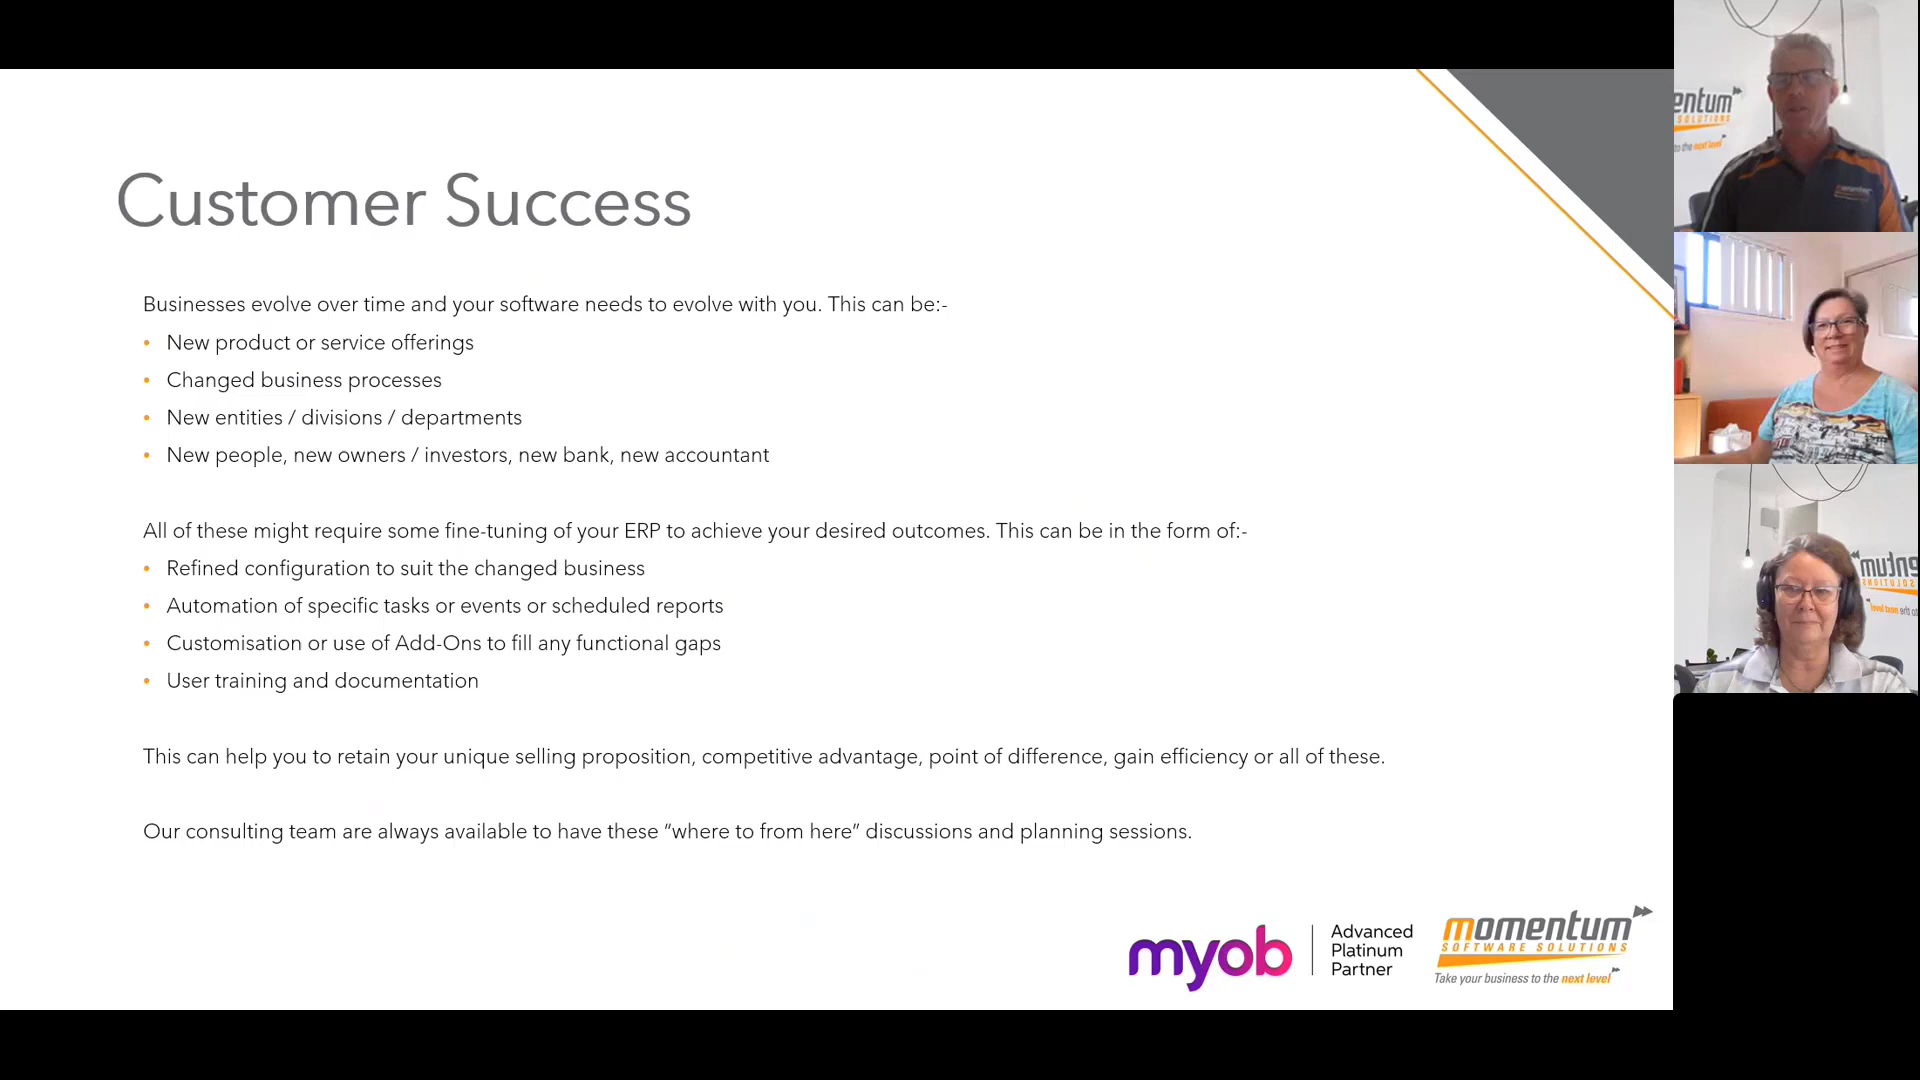 Customer Success
Businesses evolve over time and your software needs to evolve with you. This can be:-
• New product or service offerings
• Changed business processes
• New entities / divisions / departments
• New people, new owners / investors, new bank, new accountant
All of these might require some fine-tuning of your ERP to achieve your desired outcomes. This can be in the form of:-
• Refined configuration to suit the changed business
• Automation of specific tasks or events or scheduled reports
• Customisation or use of Add-Ons to fill any functional gaps
• User training and documentation
This can help you to retain your unique selling proposition, competitive advantage, point of difference, gain efficiency or all of these.
Our consulting team are always available to have these “where to from here” discussions and planning sessions.
myob
Advanced
Platinum
Partner
momentum
SOFTWARE SOLUTIONS
Take your business to the next level
entum
SOLUTIONS
to the next level